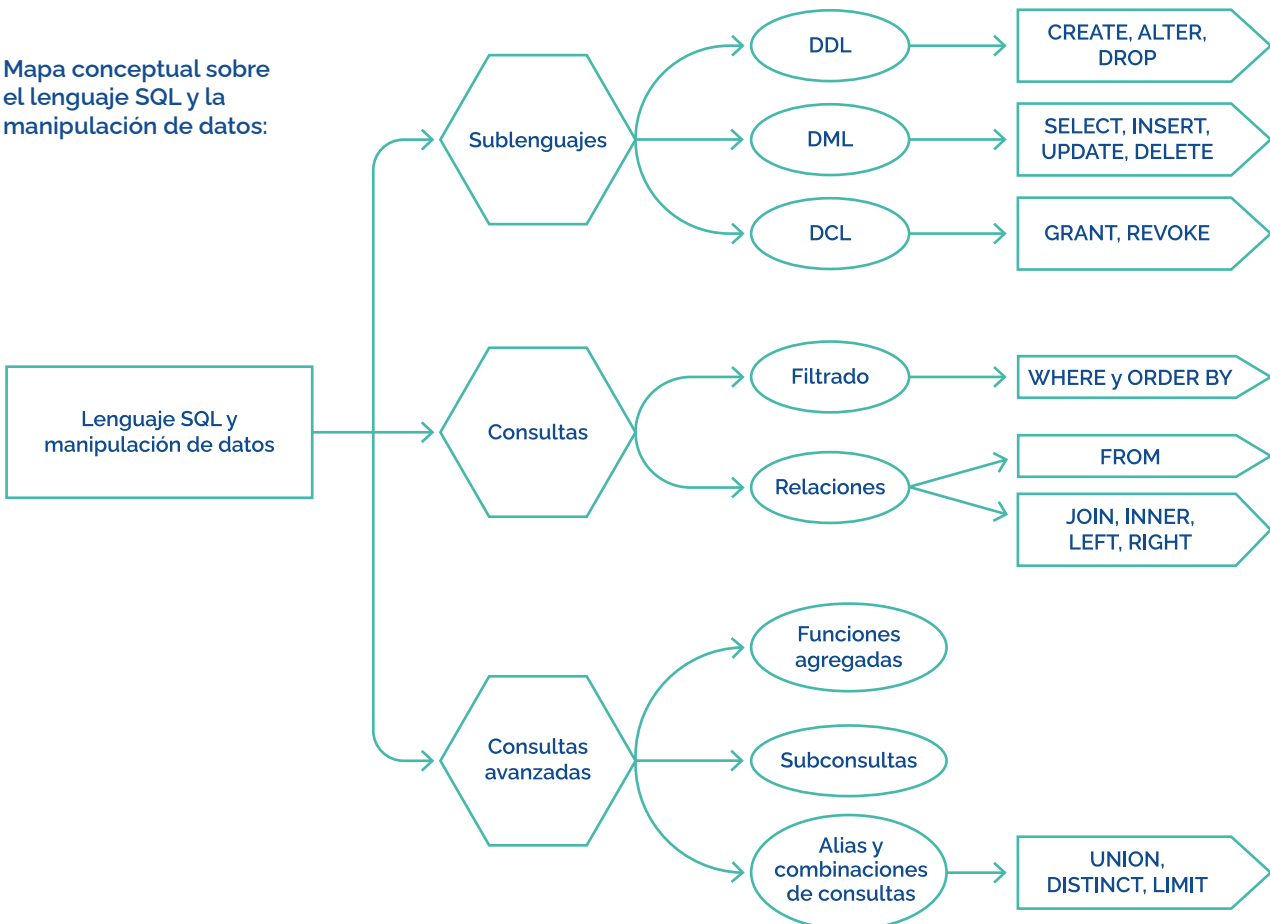 Mapa conceptual sobre
el lenguaje SQL y la
manipulación de datos:
Lenguaje SQL y
manipulación de datos
Sublenguajes
DDL
CREATE, ALTER,
DROP
DML
SELECT, INSERT,
UPDATE, DELETE
DCL
GRANT, REVOKE
Consultas
Filtrado
WHERE y ORDER BY
Relaciones
FROM
JOIN, INNER,
LEFT, RIGHT
Consultas
avanzadas
Funciones
agregadas
Subconsultas
Alias y
combinaciones
de consultas
UNION,
DISTINCT, LIMIT